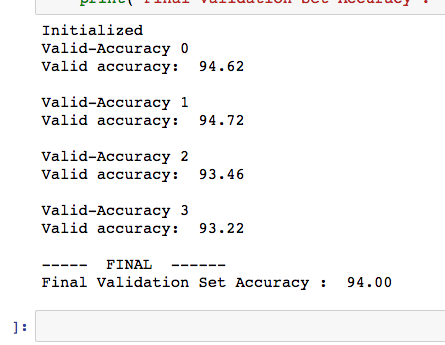 print( Final Validation Set Accuracy :
Initialized
Valid-Accuracy 0
Valid accuracy:  94.62
Valid-Accuracy 1
Valid accuracy:  94.72
Valid-Accuracy 2
Valid accuracy:  93.46
Valid-Accuracy 3
Valid accuracy:  93.22
-----  FINAL  ------
Final Validation Set Accuracy :  94.00
]: